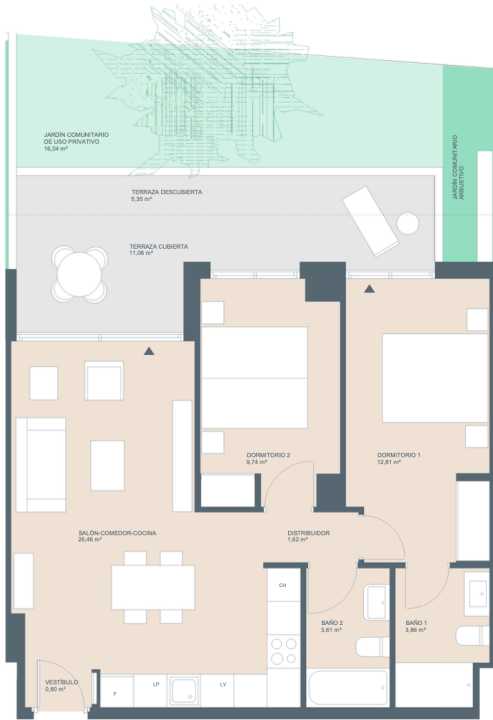 JARDÍN COMUNITARIO
DE USO PRIVATIVO
16,04 m²
JARDÍN COMUNITARIO
ARBUSTIVO
TERRAZA DESCUBIERTA
5,35 m²
TERRAZA CUBIERTA
11,06 m²
DORMITORIO 2
9,74 m²
DORMITORIO 1
12,81 m²
SALÓN-COMEDOR-COCINA
26,46 m²
DISTRIBUIDOR
1,62 m²
CH
BAÑO 2
3,61 m²
BAÑO 1
3,86 m²
VESTÍBULO
0,80 m²
F
LP
LV